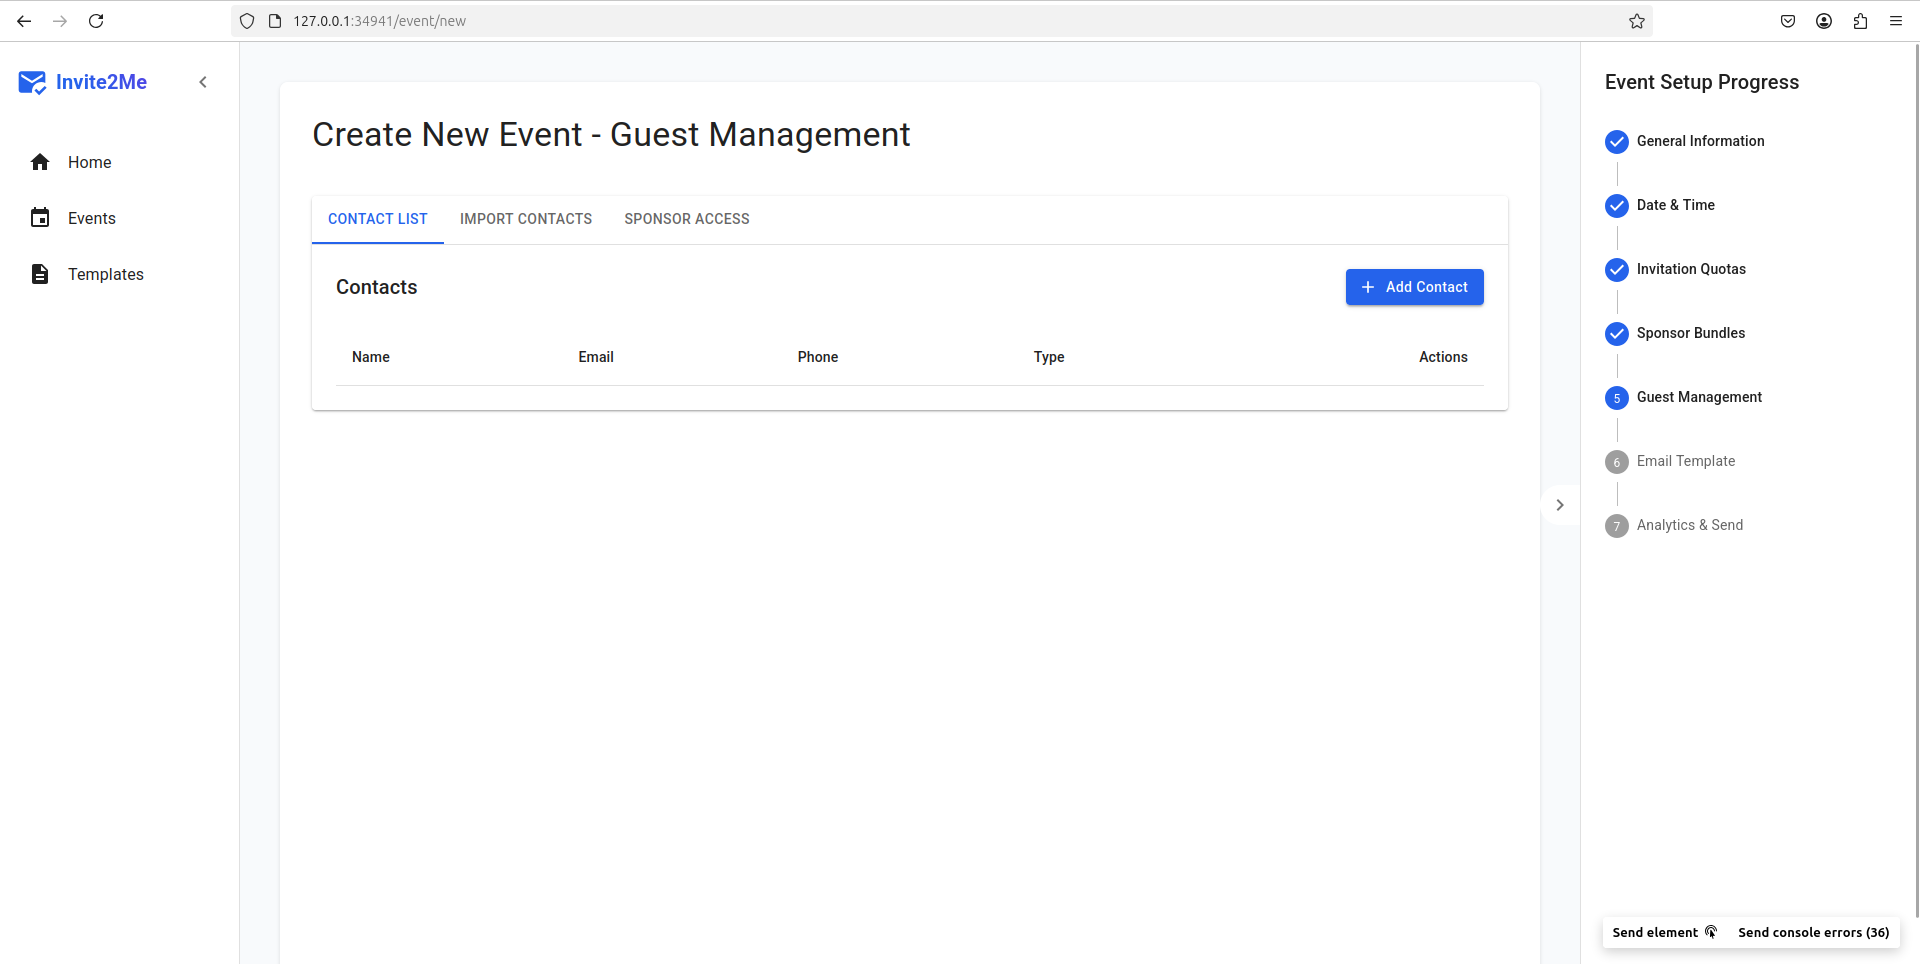 127.0.0.1:34941/event/new
Invite2Me
Home
Events
Templates
Create New Event - Guest Management
CONTACT LIST IMPORT CONTACTS SPONSOR ACCESS
Contacts
Add Contact
Name Email Phone Type Actions
Event Setup Progress
General Information
Date & Time
Invitation Quotas
Sponsor Bundles
5 Guest Management
6 Email Template
7 Analytics & Send
Send element Send console errors (36)